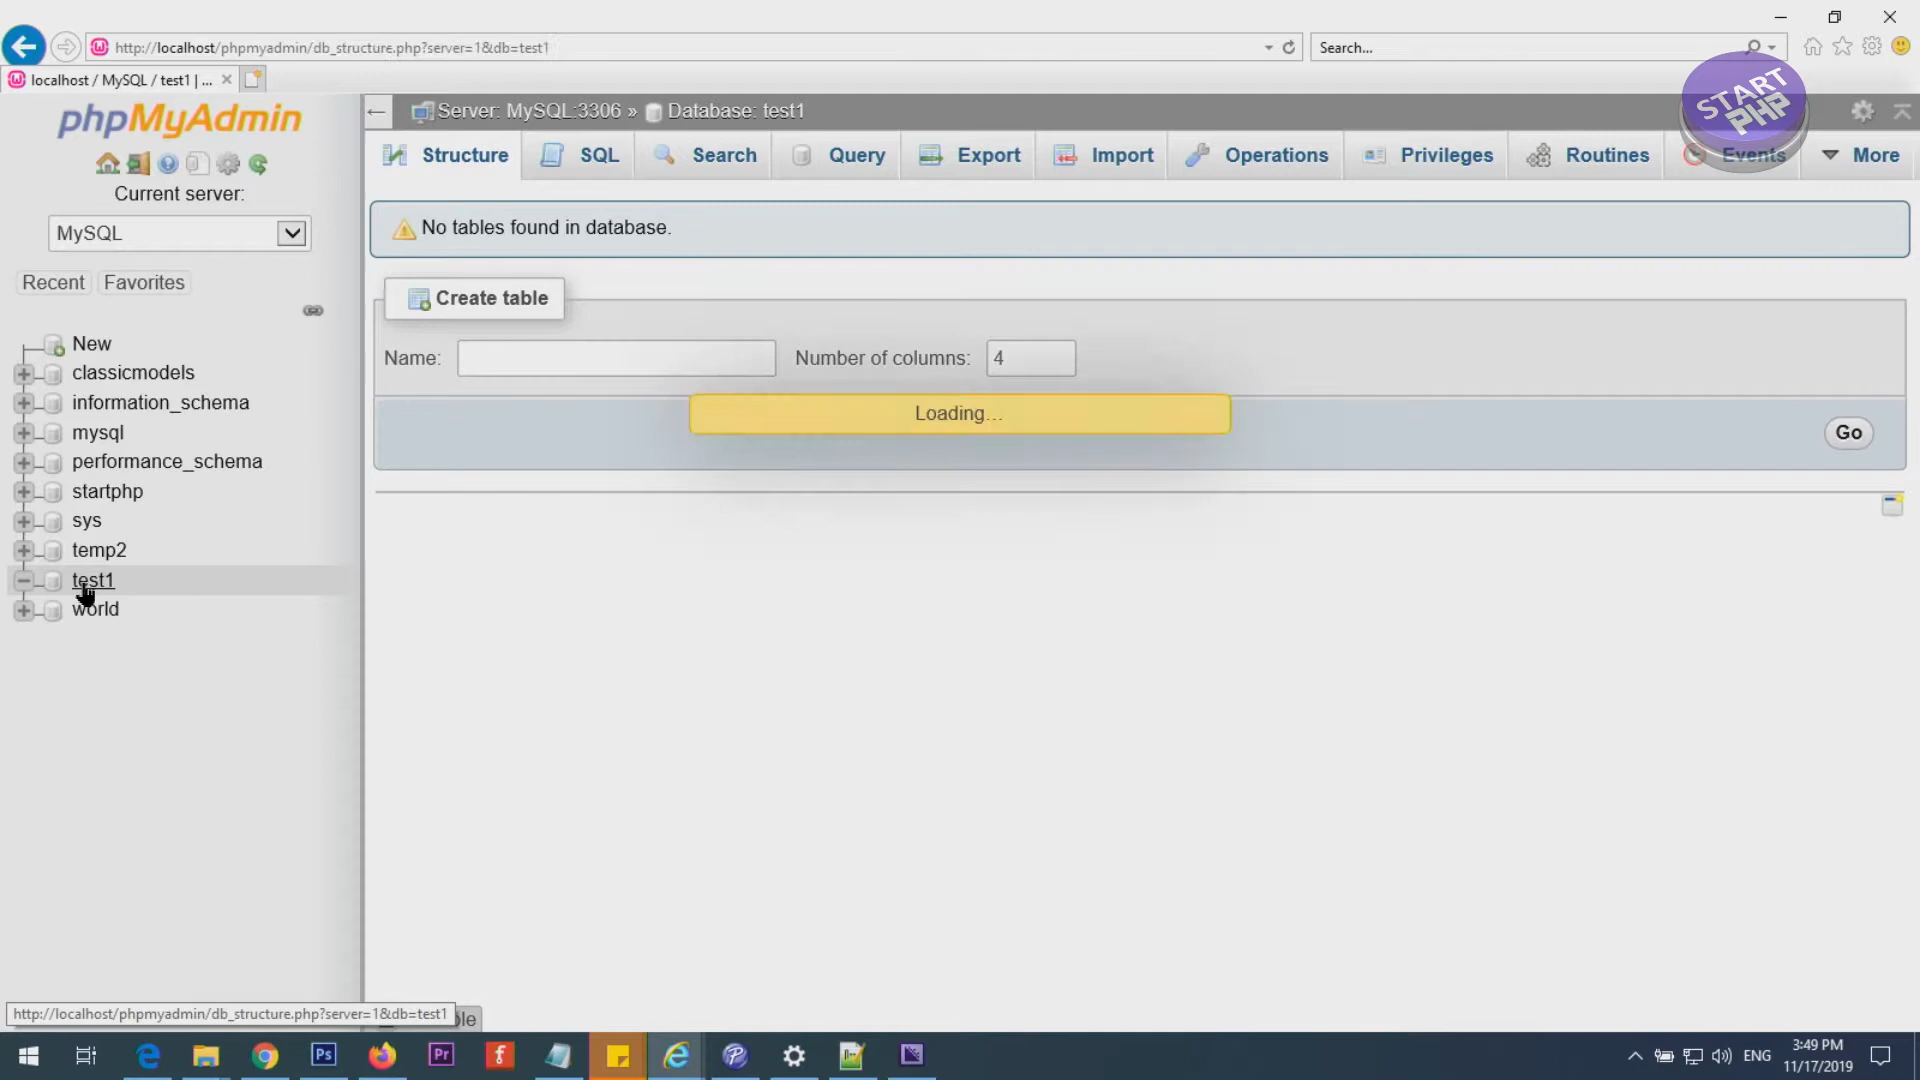 http://localhost/phpmyadmin/db_structure.php?server=1&db=test1
Search...
localhost / MySQL / test1 | ...
START
PHP
phpMyAdmin
Server: MySQL:3306 » Database: test1
Structure
SQL
Search
Query
Export
Import
Operations
Privileges
Routines
Events
More
Current server:
MySQL
No tables found in database.
Recent
Favorites
Create table
Name:
Number of columns: 4
Loading...
Go
New
classicmodels
information_schema
mysql
performance_schema
startphp
sys
temp2
test1
world
http://localhost/phpmyadmin/db_structure.php?server=1&db=test1
Ps
Pr
ENG
3:49 PM
11/17/2019